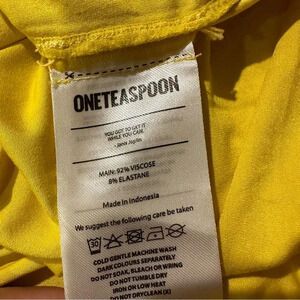 ONETEASPOON
YOU GOT TO GET IT
WHILE YOU CAN.
- Janis Joplin
MAIN: 92% VISCOSE
8% ELASTANE
Made in Indonesia
We suggest the following care be taken
30
COLD GENTLE MACHINE WASH
DARK COLOURS SEPARATELY
DO NOT SOAK, BLEACH OR WRING
DO NOT TUMBLE DRY
IRON ON LOW HEAT
DO NOT DRYCLEAN (X)